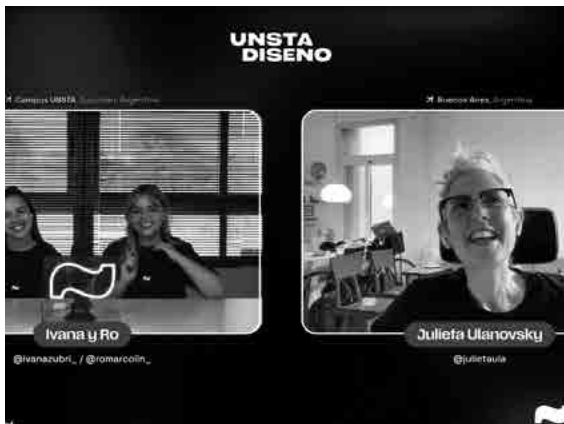 UNSTA
DISENO
Campus UNSTA, Tucumán, Argentina
Buenos Aires, Argentina
Ivana y Ro
Julieta Ulanovsky
@ivanazubri_ / @romarcolin_
@julietaula